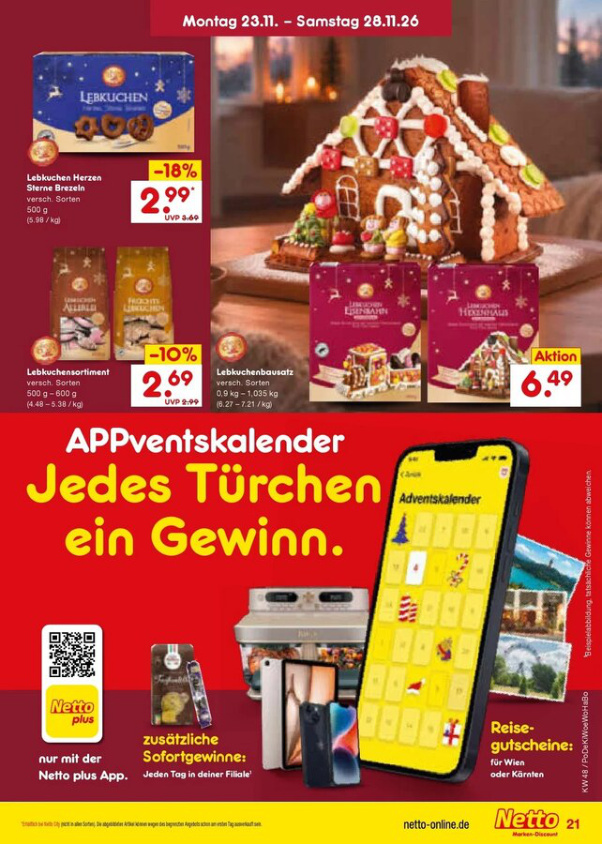 Montag 23.11. – Samstag 28.11.26
LEBKUCHEN
500 g
Lebkuchen Herzen
Sterne Brezeln
versch. Sorten
500 g
(5.98 / kg)
-18%
2.99*
UVP 3.69
LEBKUCHEN
ALLERLEI
FRÜCHTE
LEBKUCHEN
Lebkuchensortiment
versch. Sorten
500 g – 600 g
(4.48 – 5.38 / kg)
-10%
2.69
UVP 2.99
LEBKUCHEN
EISENBAHN
LEBKUCHEN
HEXENHAUS
Lebkuchenbausatz
versch. Sorten
0,9 kg – 1,035 kg
(6.27 – 7.21 / kg)
Aktion
6.49
APPventskalender
Jedes Türchen
ein Gewinn.
Zurück
Adventskalender
4
Netto
plus
nur mit der
Netto plus App.
zusätzliche
Sofortgewinne:
Jeden Tag in deiner Filiale¹
Reise-
gutscheine:
für Wien
oder Kärnten
¹Beispielabbildung, tatsächliche Gewinne können abweichen
KW 48 / PoDeKiWoeWoHaBo
netto-online.de
Netto
Marken-Discount
21